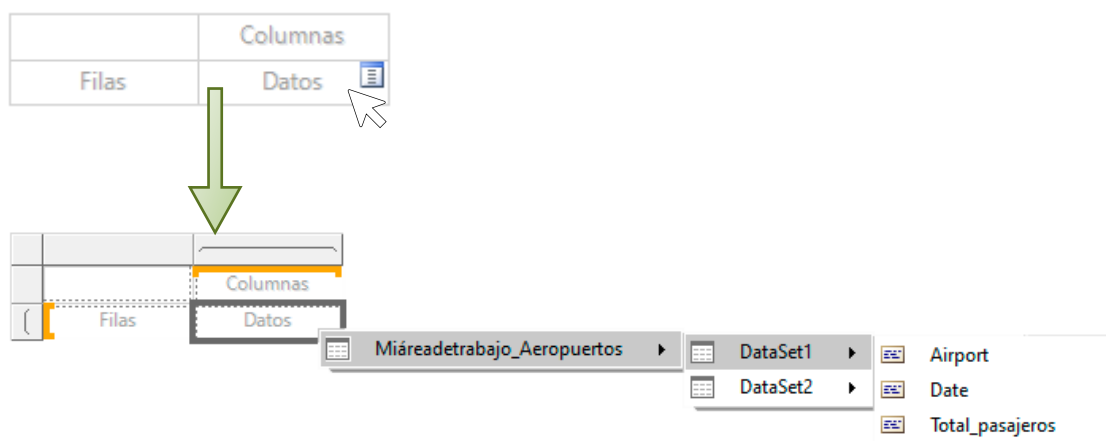 Columnas
Filas Datos
Columnas
Filas Datos
Miáreadetrabajo_Aeropuertos DataSet1 Airport
DataSet2 Date
Total_pasajeros